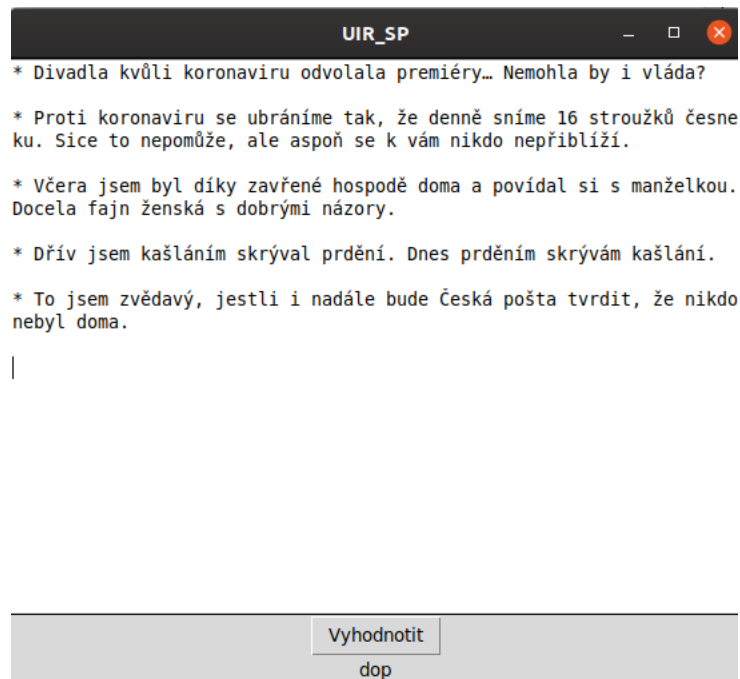 UIR_SP
* Divadla kvůli koronaviru odvolala premiéry… Nemohla by i vláda?
* Proti koronaviru se ubráníme tak, že denně sníme 16 stroužků česne
ku. Sice to nepomůže, ale aspoň se k vám nikdo nepřiblíží.
* Včera jsem byl díky zavřené hospodě doma a povídal si s manželkou.
Docela fajn ženská s dobrými názory.
* Dřív jsem kašláním skrýval prdění. Dnes prděním skrývám kašlání.
* To jsem zvědavý, jestli i nadále bude Česká pošta tvrdit, že nikdo
nebyl doma.
Vyhodnotit
dop